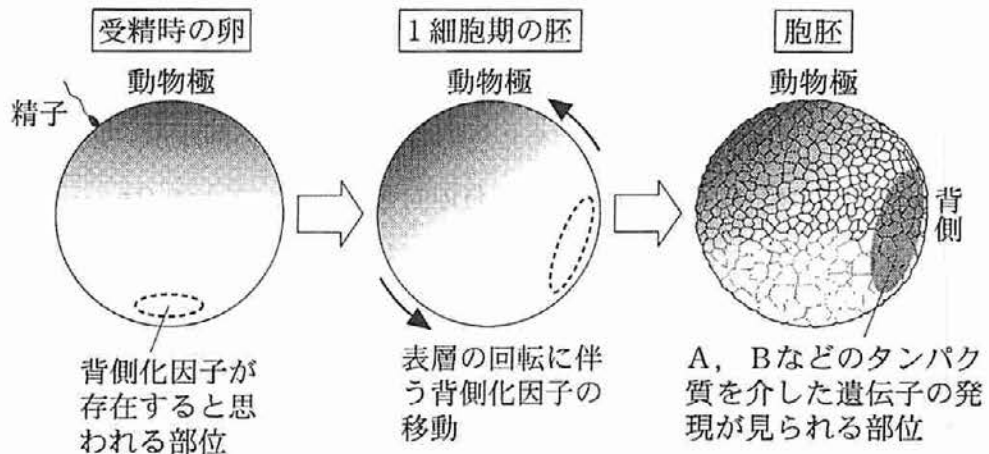 受精時の卵
1細胞期の胚
胞胚
動物極
動物極
動物極
精子
背側
背側化因子が
存在すると思
われる部位
表層の回転に伴
う背側化因子の
移動
A，Bなどのタンパク
質を介した遺伝子の発
現が見られる部位